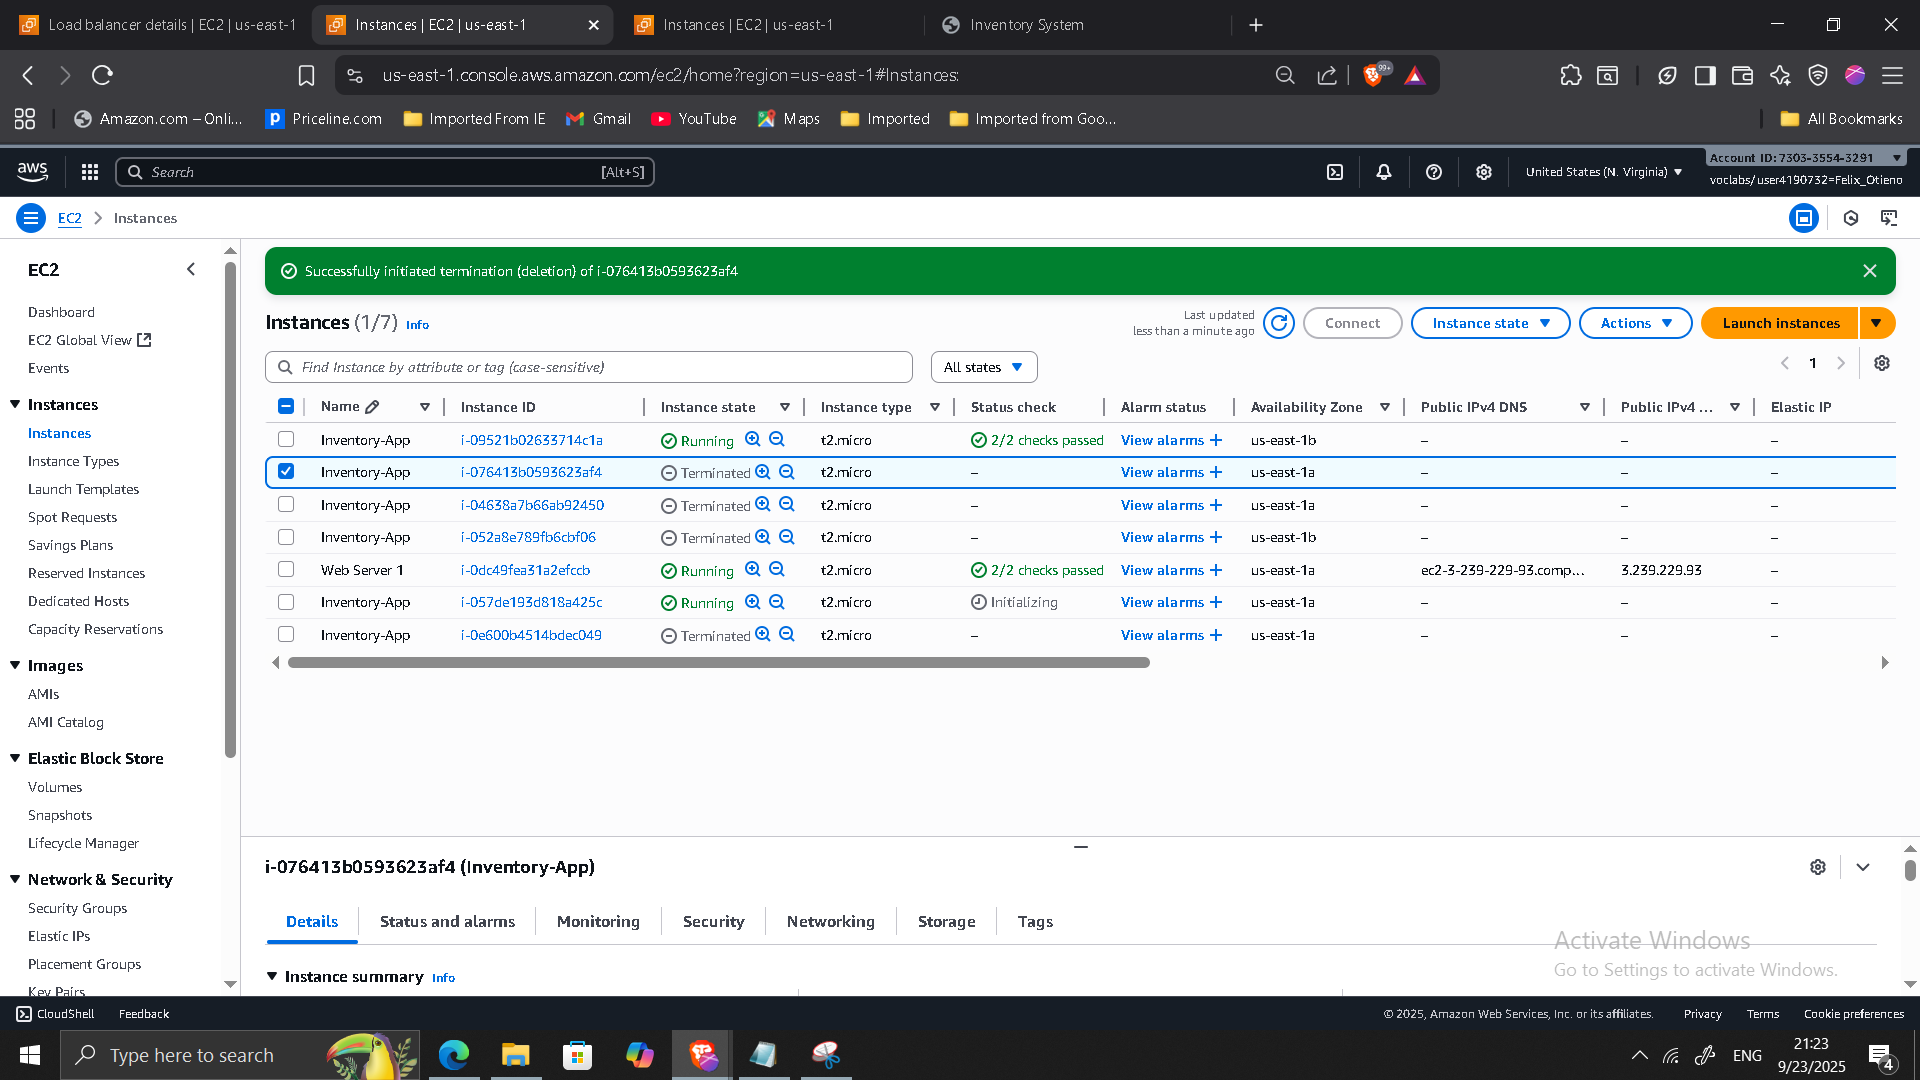 Load balancer details | EC2 | us-east-1
Instances | EC2 | us-east-1
Instances | EC2 | us-east-1
Inventory System
us-east-1.console.aws.amazon.com/ec2/home?region=us-east-1#Instances:
99+
Amazon.com – Onli...
Priceline.com
Imported From IE
Gmail
YouTube
Maps
Imported
Imported from Goo...
All Bookmarks
aws
Search
[Alt+S]
United States (N. Virginia)
Account ID: 7303-3554-3291
voclabs/user4190732=Felix_Otieno
EC2
Instances
EC2
Dashboard
EC2 Global View
Events
Instances
Instances
Instance Types
Launch Templates
Spot Requests
Savings Plans
Reserved Instances
Dedicated Hosts
Capacity Reservations
Images
AMIs
AMI Catalog
Elastic Block Store
Volumes
Snapshots
Lifecycle Manager
Network & Security
Security Groups
Elastic IPs
Placement Groups
Key Pairs
Successfully initiated termination (deletion) of i-076413b0593623af4
Instances (1/7) Info
Last updated
less than a minute ago
Connect
Instance state
Actions
Launch instances
Find Instance by attribute or tag (case-sensitive)
All states
1
Name Instance ID Instance state Instance type Status check Alarm status Availability Zone Public IPv4 DNS Public IPv4 ... Elastic IP
Inventory-App i-09521b02633714c1a Running t2.micro 2/2 checks passed View alarms + us-east-1b – – –
Inventory-App i-076413b0593623af4 Terminated t2.micro – View alarms + us-east-1a – – –
Inventory-App i-04638a7b66ab92450 Terminated t2.micro – View alarms + us-east-1a – – –
Inventory-App i-052a8e789fb6cbf06 Terminated t2.micro – View alarms + us-east-1b – – –
Web Server 1 i-0dc49fea31a2efccb Running t2.micro 2/2 checks passed View alarms + us-east-1a ec2-3-239-229-93.comp... 3.239.229.93 –
Inventory-App i-057de193d818a425c Running t2.micro Initializing View alarms + us-east-1a – – –
Inventory-App i-0e600b4514bdec049 Terminated t2.micro – View alarms + us-east-1a – – –
i-076413b0593623af4 (Inventory-App)
Details
Status and alarms
Monitoring
Security
Networking
Storage
Tags
Instance summary Info
Activate Windows
Go to Settings to activate Windows.
CloudShell
Feedback
© 2025, Amazon Web Services, Inc. or its affiliates.
Privacy
Terms
Cookie preferences
Type here to search
ENG
21:23
9/23/2025
4